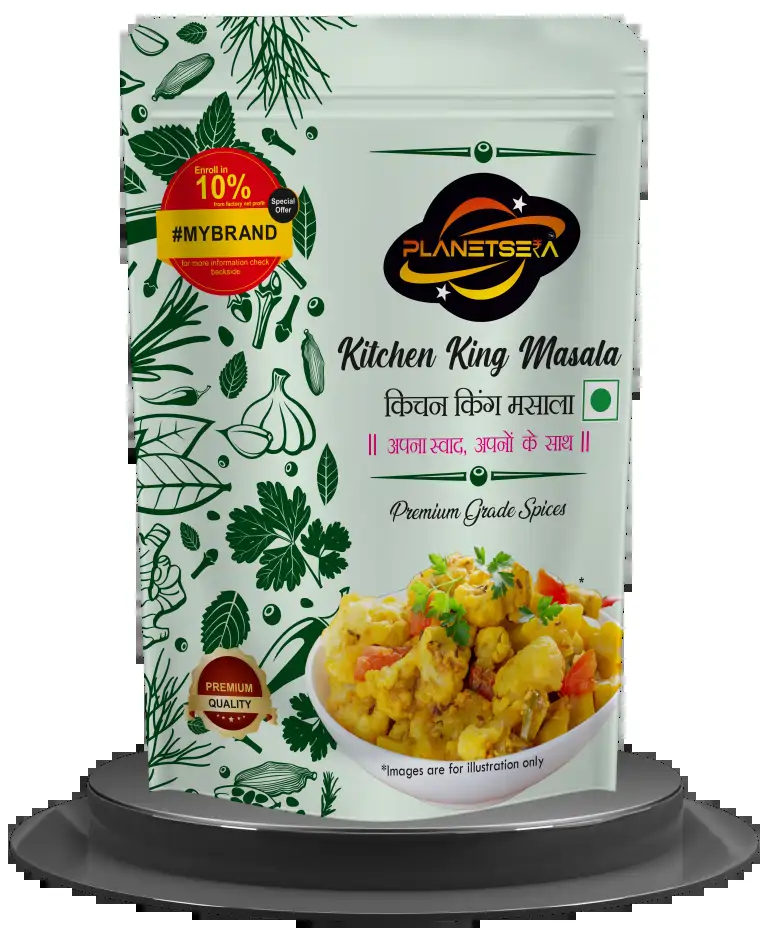 Enroll in
10%
from factory net profit
Special
Offer
#MYBRAND
for more information check
backside
PLANETSERA
Kitchen King Masala
किचन किंग मसाला
|| अपना स्वाद, अपनों के साथ ||
Premium Grade Spices
*
PREMIUM
QUALITY
*Images are for illustration only